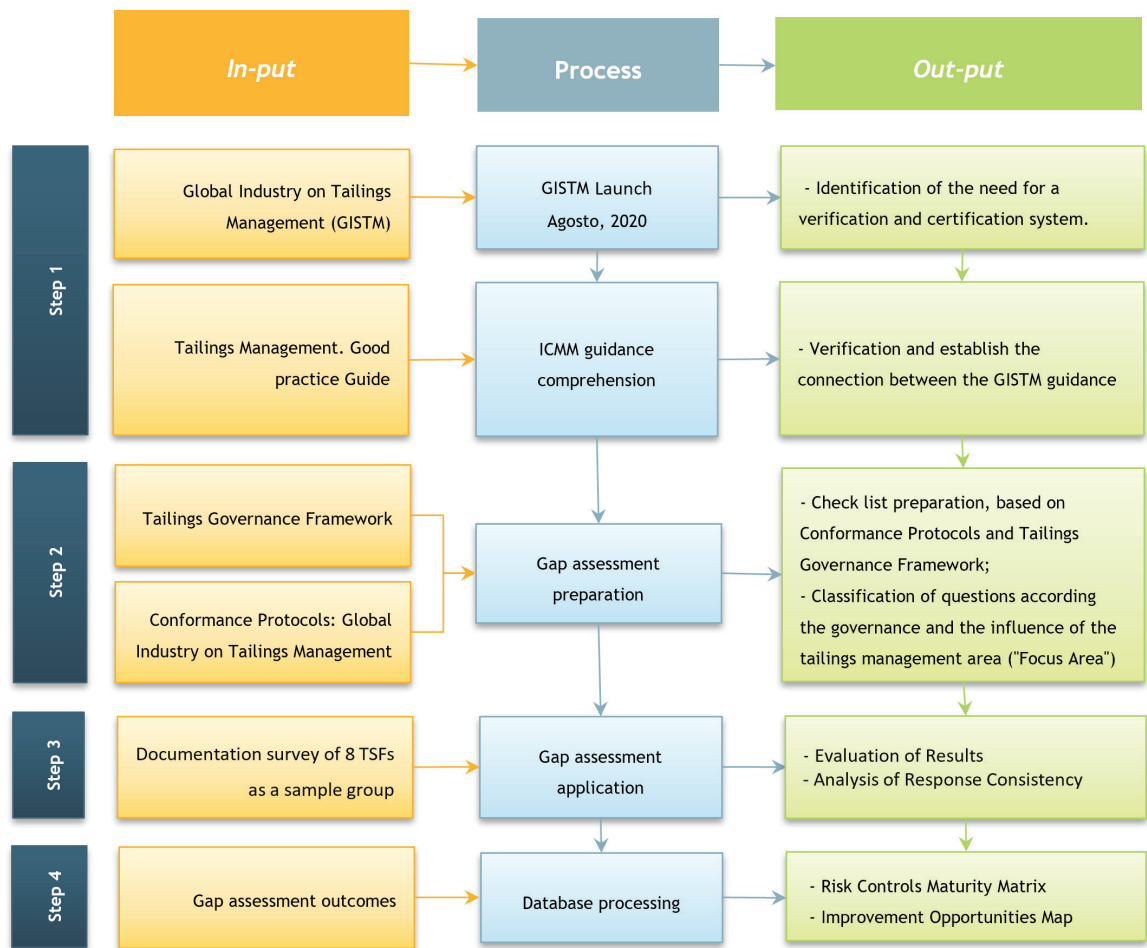 In-put
Process
Out-put
Step 1
Global Industry on Tailings
Management (GISTM)
GISTM Launch
Agosto, 2020
- Identification of the need for a
verification and certification system.
Tailings Management. Good
practice Guide
ICMM guidance
comprehension
- Verification and establish the
connection between the GISTM guidance
Step 2
Tailings Governance Framework
Conformance Protocols: Global
Industry on Tailings Management
Gap assessment
preparation
- Check list preparation, based on
Conformance Protocols and Tailings
Governance Framework;
- Classification of questions according
the governance and the influence of the
tailings management area ("Focus Area")
Step 3
Documentation survey of 8 TSFs
as a sample group
Gap assessment
application
- Evaluation of Results
- Analysis of Response Consistency
Step 4
Gap assessment outcomes
Database processing
- Risk Controls Maturity Matrix
- Improvement Opportunities Map